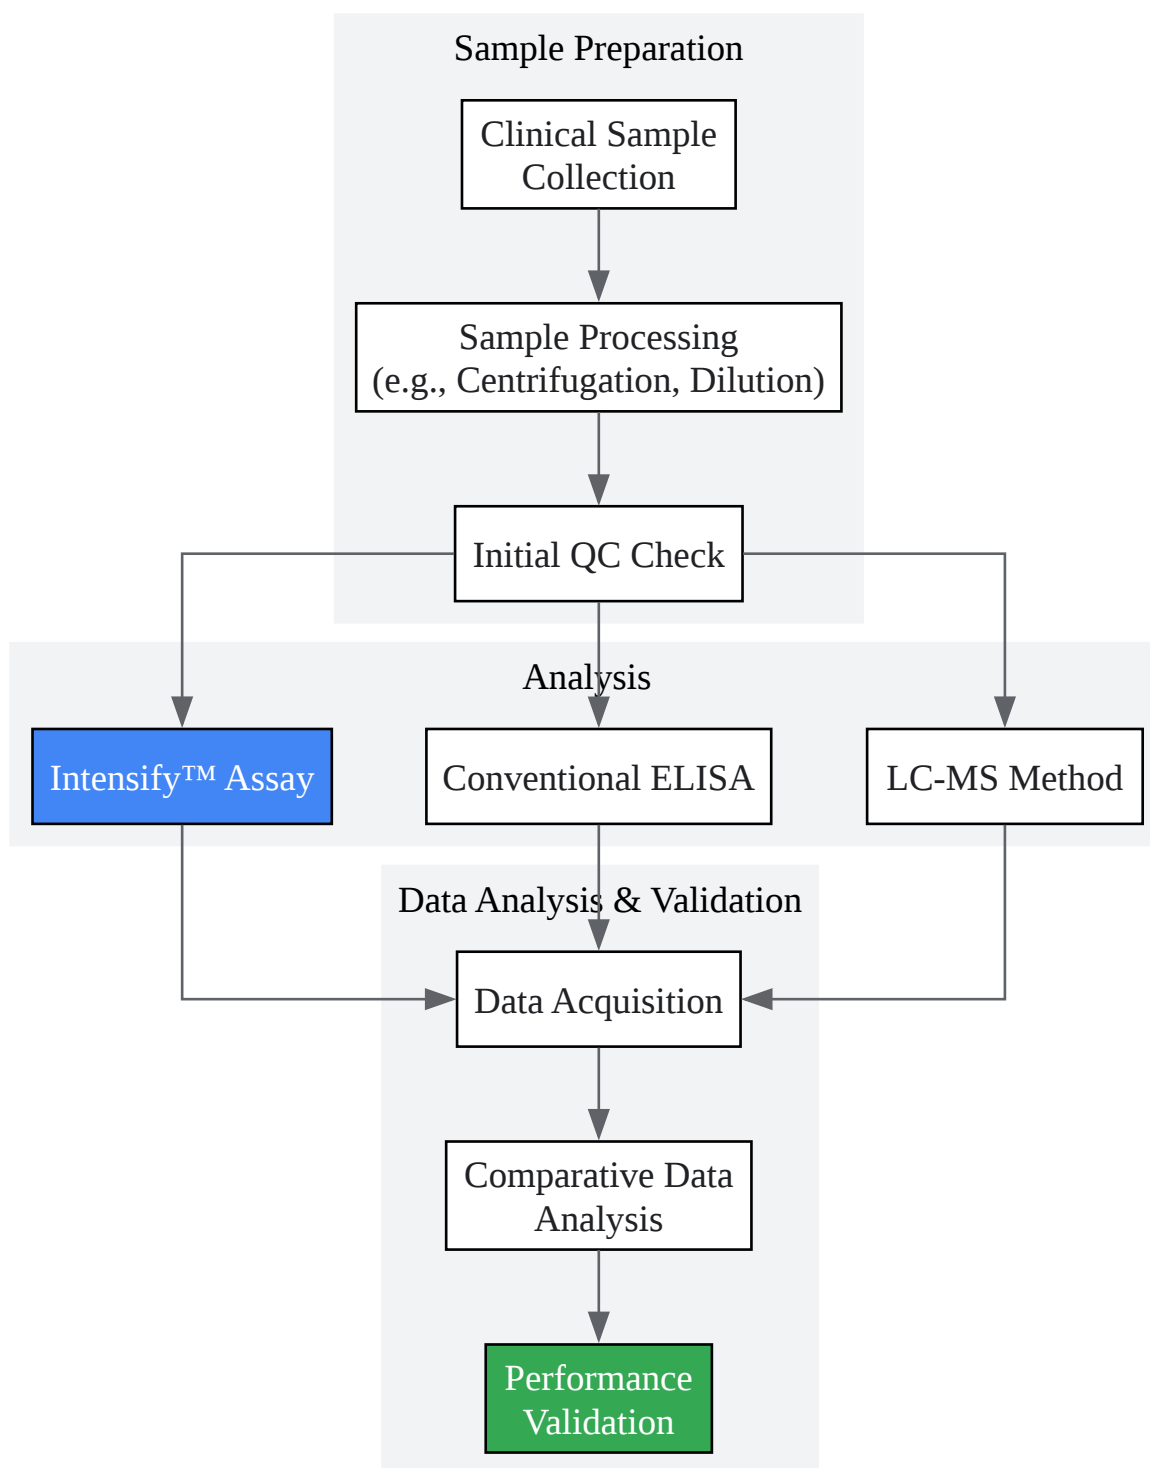 Sample Preparation
Clinical Sample
Collection
Sample Processing
(e.g., Centrifugation, Dilution)
Initial QC Check
Analysis
Intensify™ Assay
Conventional ELISA
LC-MS Method
Data Analysis & Validation
Data Acquisition
Comparative Data
Analysis
Performance
Validation